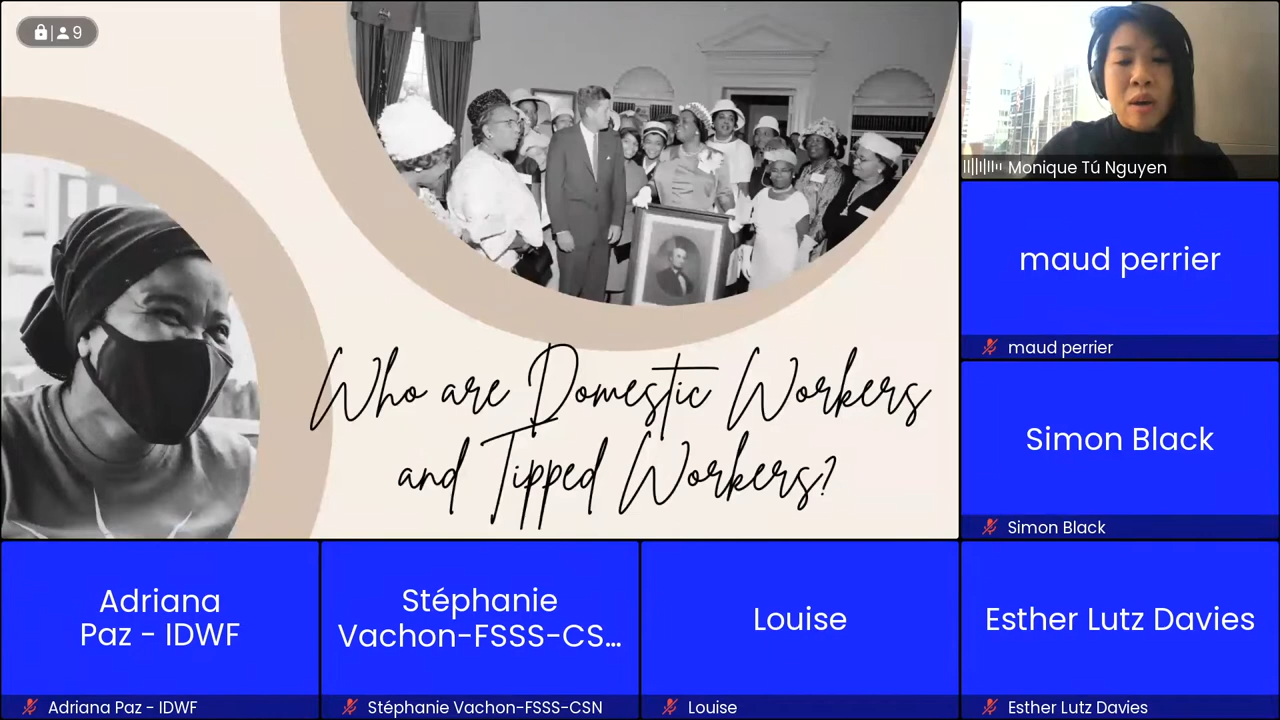 9
Who are Domestic Workers
and Tipped Workers?
Monique Tú Nguyen
maud perrier
maud perrier
Simon Black
Simon Black
Adriana
Paz - IDWF
Adriana Paz - IDWF
Stéphanie
Vachon-FSSS-CS...
Stéphanie Vachon-FSSS-CSN
Louise
Louise
Esther Lutz Davies
Esther Lutz Davies